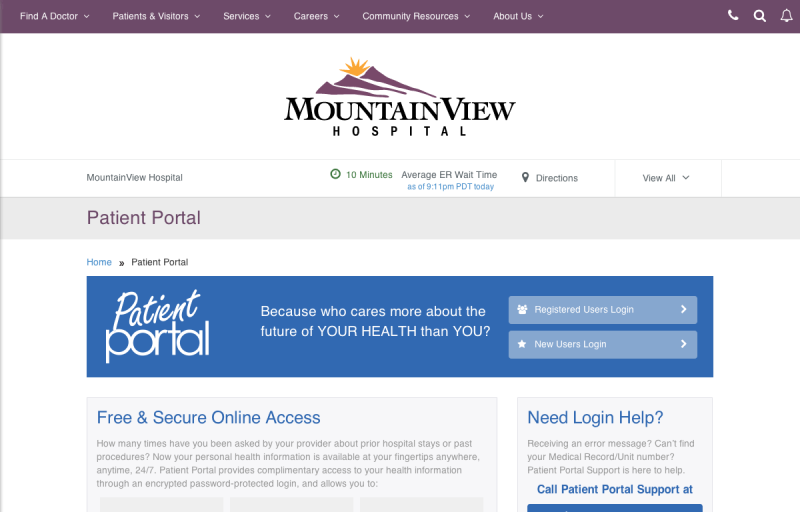 Find A Doctor Patients & Visitors Services Careers Community Resources About Us
MOUNTAINVIEW
HOSPITAL
MountainView Hospital 10 Minutes Average ER Wait Time Directions View All
as of 9:11pm PDT today
Patient Portal
Home » Patient Portal
Patient
portal
Because who cares more about the
future of YOUR HEALTH than YOU?
Registered Users Login
New Users Login
Free & Secure Online Access
How many times have you been asked by your provider about prior hospital stays or past
procedures? Now your personal health information is available at your fingertips anywhere,
anytime, 24/7. Patient Portal provides complimentary access to your health information
through an encrypted password-protected login, and allows you to:
Need Login Help?
Receiving an error message? Can't find
your Medical Record/Unit number?
Patient Portal Support is here to help.
Call Patient Portal Support at